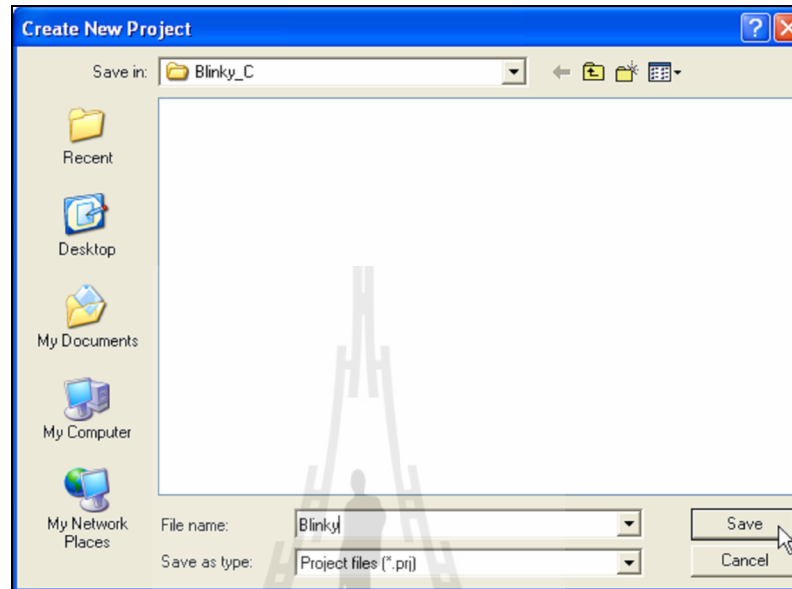 Create New Project
Save in: Blinky_C
Recent
Desktop
My Documents
My Computer
My Network
Places
File name: Blinky Save
Save as type: Project files (*.prj) Cancel